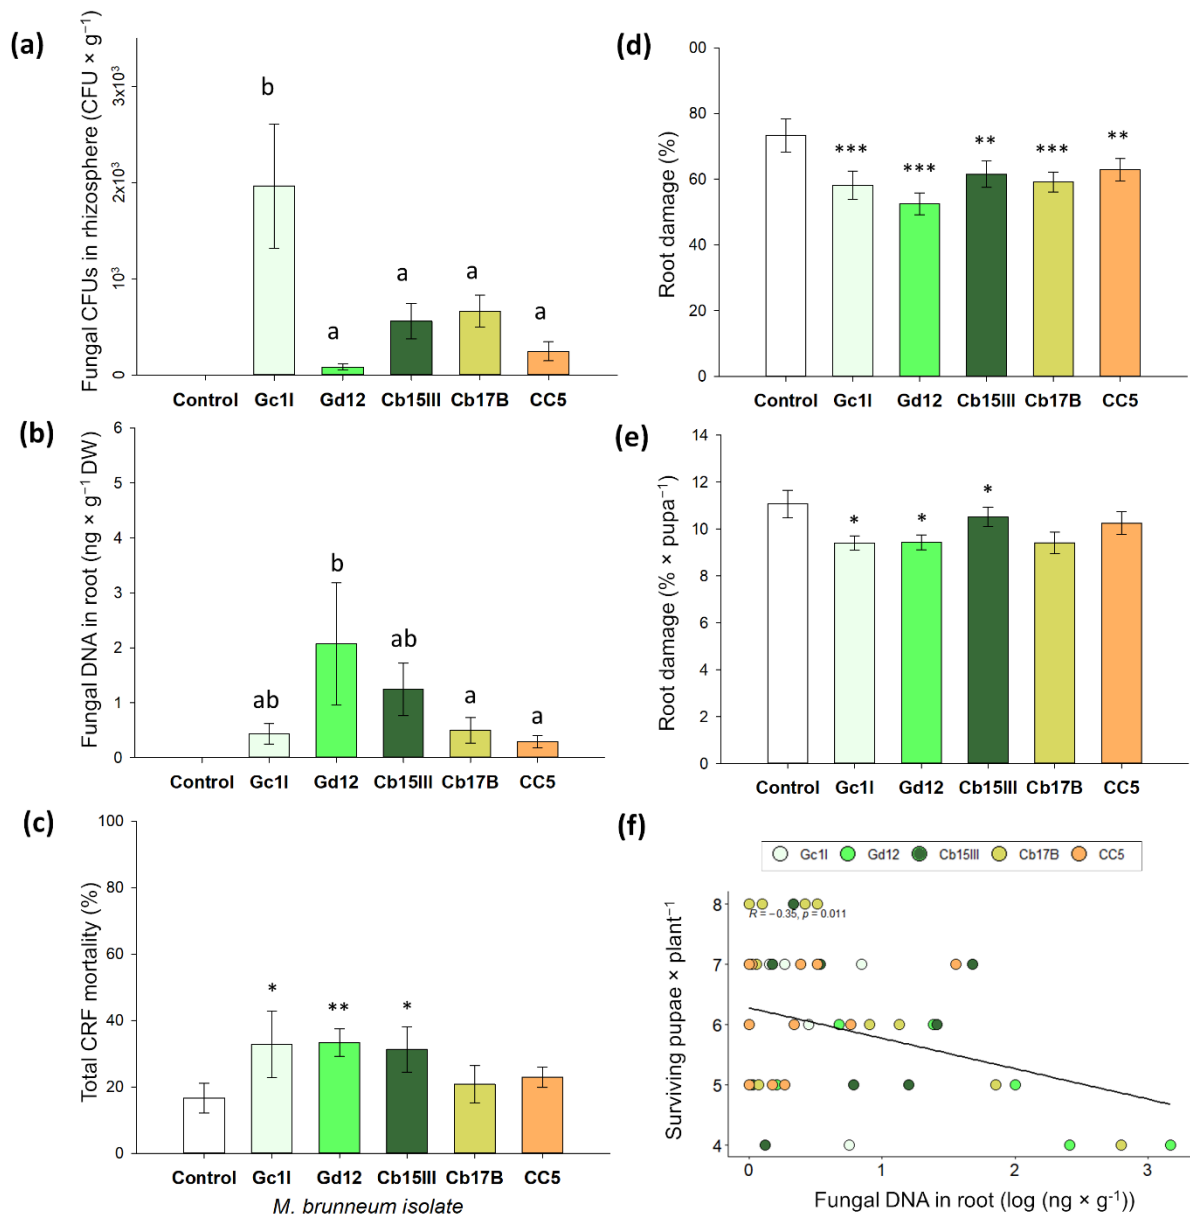 (a)
Fungal CFUs in rhizosphere (CFU × g⁻¹)
3x10³
2x10³
10³
0
b
a
a
a
a
Control Gc1I Gd12 Cb15III Cb17B CC5
(b)
Fungal DNA in root (ng × g⁻¹ DW)
6
5
4
3
2
1
0
ab
b
ab
a
a
Control Gc1I Gd12 Cb15III Cb17B CC5
(c)
Total CRF mortality (%)
100
80
60
40
20
0
* ** *
Control Gc1I Gd12 Cb15III Cb17B CC5
M. brunneum isolate
(d)
Root damage (%)
00
80
60
40
20
00
*** *** ** *** **
Control Gc1I Gd12 Cb15III Cb17B CC5
(e)
Root damage (% × pupa⁻¹)
14
12
10
8
6
4
2
0
* * *
Control Gc1I Gd12 Cb15III Cb17B CC5
(f)
Gc1I Gd12 Cb15III Cb17B CC5
Surviving pupae × plant⁻¹
8
7
6
5
4
R = −0.35, p = 0.011
0 1 2 3
Fungal DNA in root (log (ng × g⁻¹))